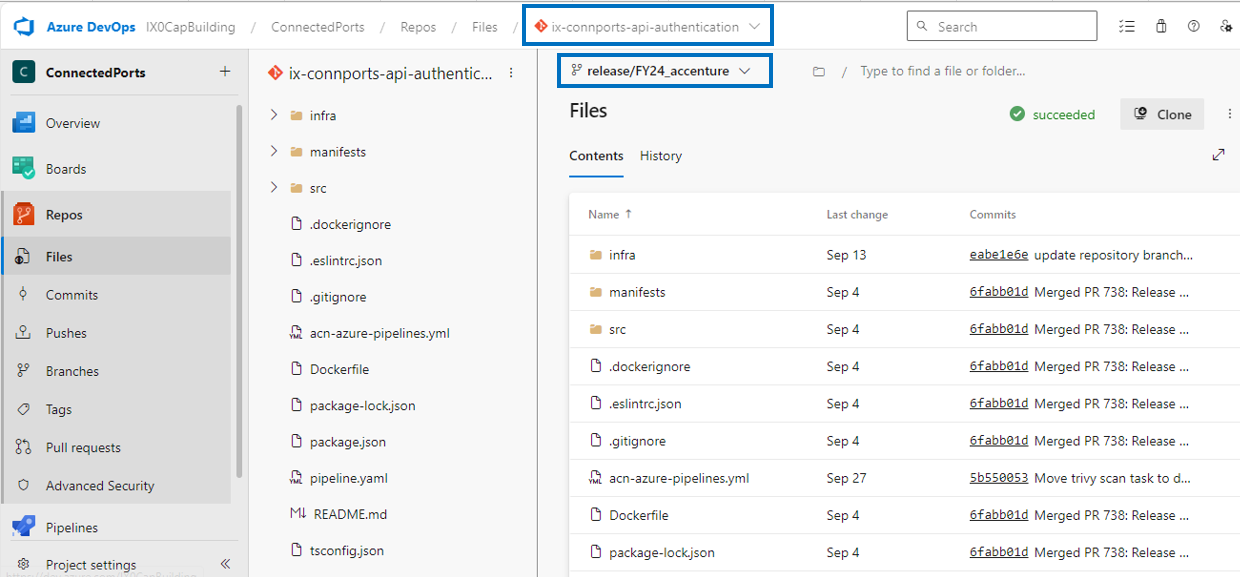 Azure DevOps IX0CapBuilding / ConnectedPorts / Repos / Files / ix-connports-api-authentication
Search
C ConnectedPorts +
Overview
Boards
Repos
Files
Commits
Pushes
Branches
Tags
Pull requests
Advanced Security
Pipelines
Project settings
ix-connports-api-authentic...
infra
manifests
src
.dockerignore
.eslintrc.json
.gitignore
YML acn-azure-pipelines.yml
Dockerfile
package-lock.json
package.json
YML pipeline.yaml
M↓ README.md
tsconfig.json
release/FY24_accenture / Type to find a file or folder...
Files succeeded Clone
Contents History
Name ↑ Last change Commits
infra Sep 13 eabe1e6e update repository branch...
manifests Sep 4 6fabb01d Merged PR 738: Release ...
src Sep 4 6fabb01d Merged PR 738: Release ...
.dockerignore Sep 4 6fabb01d Merged PR 738: Release ...
.eslintrc.json Sep 4 6fabb01d Merged PR 738: Release ...
.gitignore Sep 4 6fabb01d Merged PR 738: Release ...
YML acn-azure-pipelines.yml Sep 27 5b550053 Move trivy scan task to d...
Dockerfile Sep 4 6fabb01d Merged PR 738: Release ...
package-lock.json Sep 4 6fabb01d Merged PR 738: Release ...